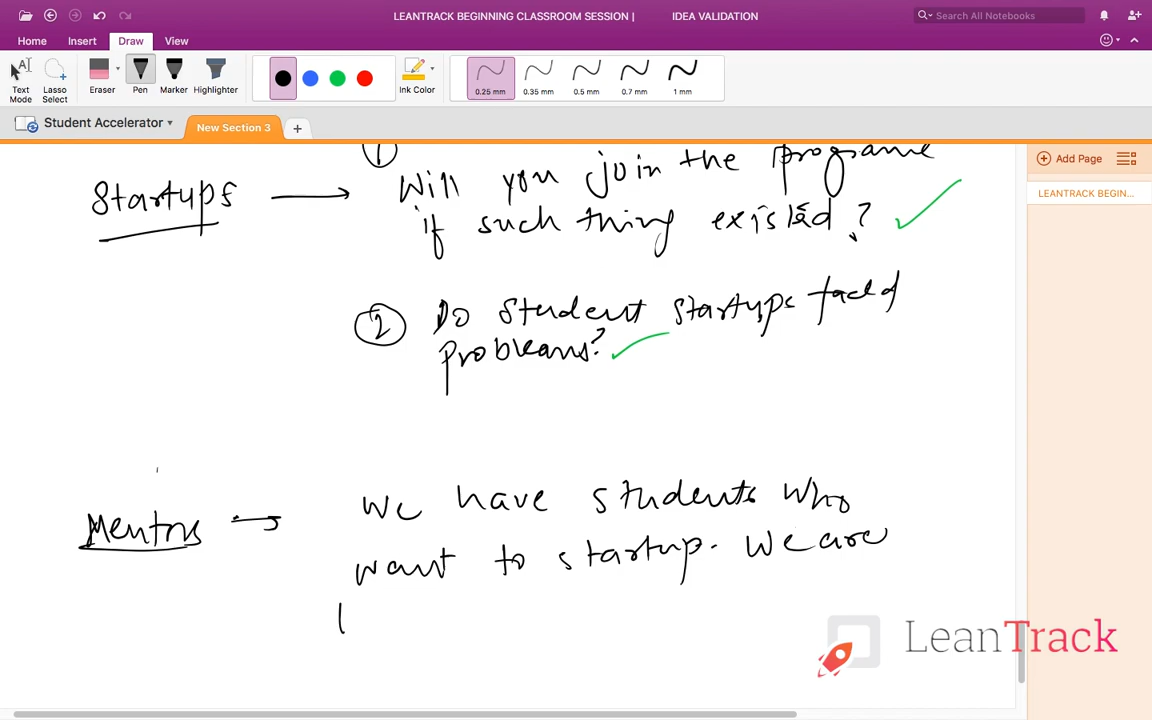 LEANTRACK BEGINNING CLASSROOM SESSION | IDEA VALIDATION
Search All Notebooks
Home Insert Draw View
Text Mode
Lasso Select
Eraser
Pen
Marker
Highlighter
Ink Color
0.25 mm
0.35 mm
0.5 mm
0.7 mm
1 mm
Student Accelerator
New Section 3
+
Add Page
LEANTRACK BEGIN...
1
Startups → Will you join the programe
if such thing existed?
2 Do student startups faced
problems?
Mentors → We have students who
want to startup. We are
LeanTrack